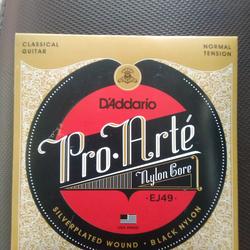 CLASSICAL GUITAR
NORMAL TENSION
D'Addario
Pro·Arté
Nylon Core
·EJ49·
SILVERPLATED WOUND · BLACK NYLON